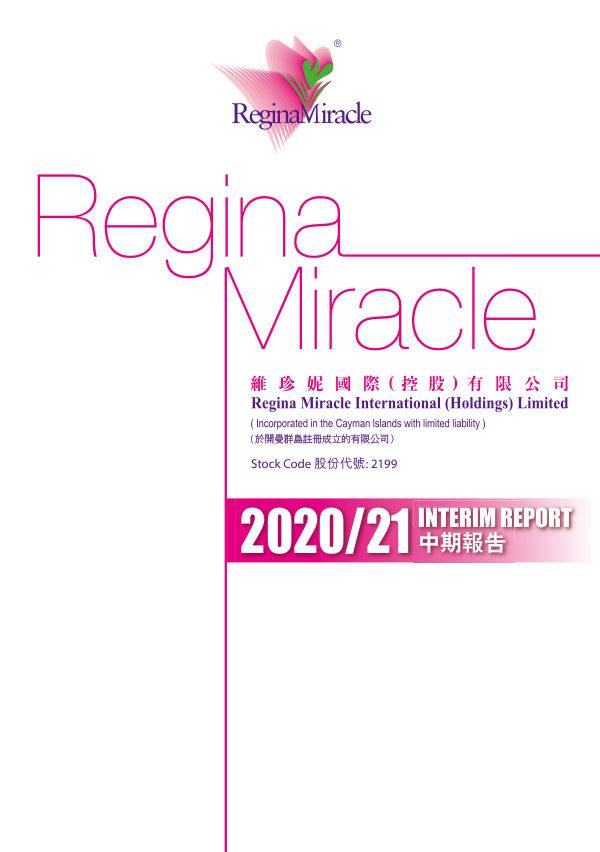 ®
ReginaMiracle
Regina
Miracle
維珍妮國際(控股)有限公司
Regina Miracle International (Holdings) Limited
( Incorporated in the Cayman Islands with limited liability )
(於開曼群島註冊成立的有限公司)
Stock Code 股份代號: 2199
2020/21 INTERIM REPORT
中期報告